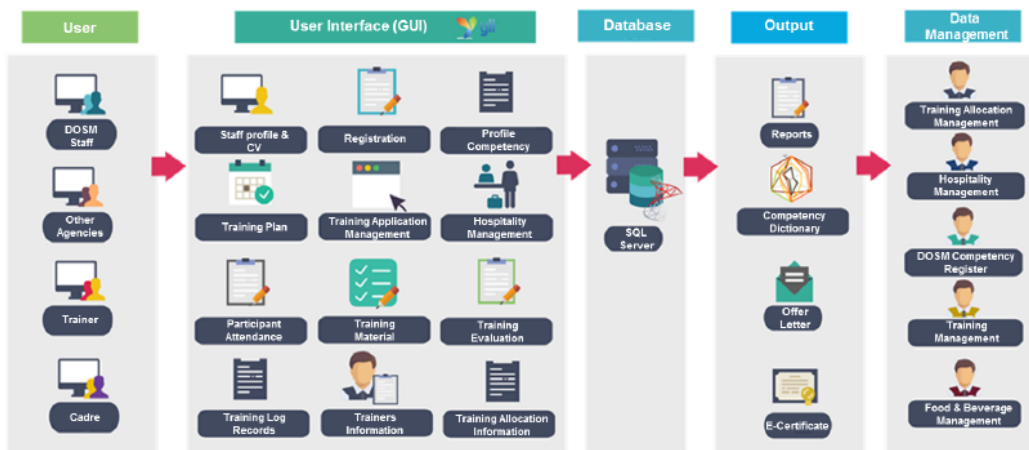 User
User Interface (GUI)
yii
Database
Output
Data
Management
DOSM
Staff
Other
Agencies
Trainer
Cadre
Staff profile &
CV
Registration
Profile
Competency
Training Plan
Training Application
Management
Hospitality
Management
Participant
Attendance
Training
Material
Training
Evaluation
Training Log
Records
Trainers
Information
Training Allocation
Information
SQL
Server
Reports
Competency
Dictionary
Offer
Letter
E-Certificate
Training Allocation
Management
Hospitality
Management
DOSM Competency
Register
Training
Management
Food & Beverage
Management